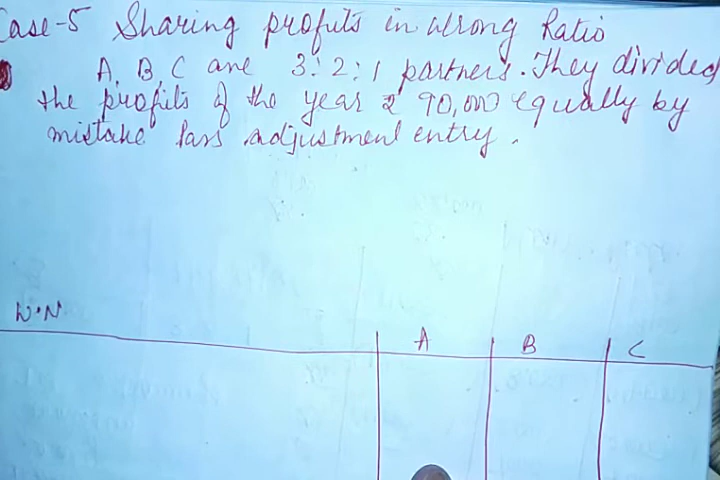 Case-5 Sharing profits in wrong Ratio
A, B, C are 3:2:1 partners. They divided
the profits of the year ₹ 90,000 equally by
mistake Pass adjustment entry.
W.N
A B C